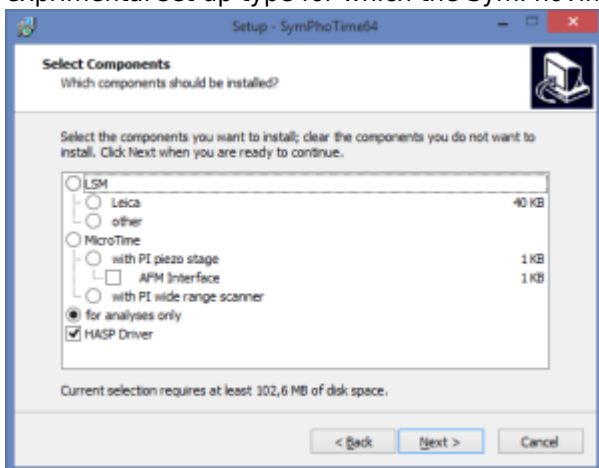 Setup - SymPhoTime64
Select Components
Which components should be installed?
Select the components you want to install; clear the components you do not want to
install. Click Next when you are ready to continue.
LSM
Leica 40 KB
other
MicroTime
with PI piezo stage 1 KB
AFM Interface 1 KB
with PI wide range scanner
for analyses only
HASP Driver
Current selection requires at least 102,6 MB of disk space.
< Back Next > Cancel